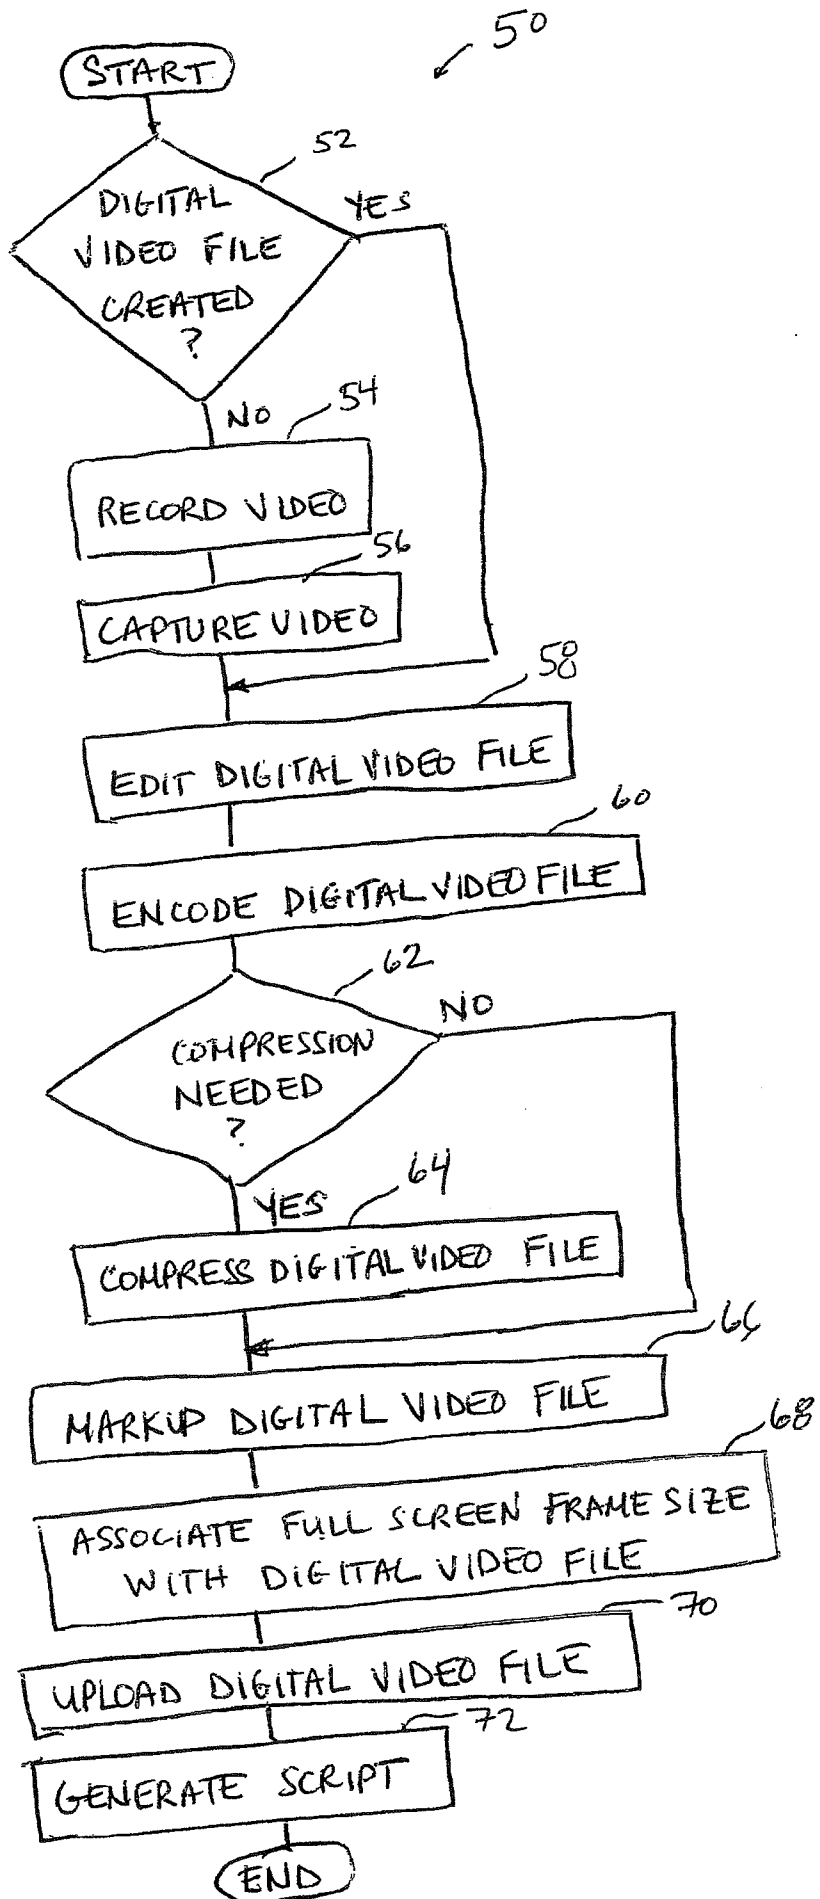 50
START
52
DIGITAL
VIDEO FILE
CREATED
?
YES
NO
54
RECORD VIDEO
56
CAPTURE VIDEO
58
EDIT DIGITAL VIDEO FILE
60
ENCODE DIGITAL VIDEO FILE
62
NO
COMPRESSION
NEEDED
?
YES
64
COMPRESS DIGITAL VIDEO FILE
66
MARKUP DIGITAL VIDEO FILE
68
ASSOCIATE FULL SCREEN FRAME SIZE
WITH DIGITAL VIDEO FILE
70
UPLOAD DIGITAL VIDEO FILE
72
GENERATE SCRIPT
END